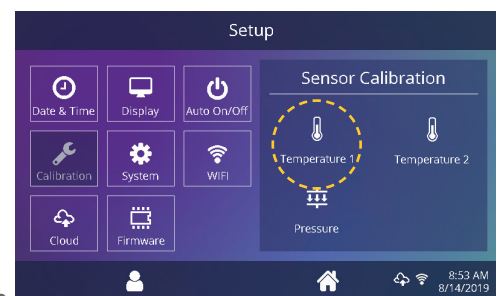 Setup
Date & Time
Display
Auto On/Off
Calibration
System
WIFI
Cloud
Firmware
Sensor Calibration
Temperature 1
Temperature 2
Pressure
8:53 AM
8/14/2019